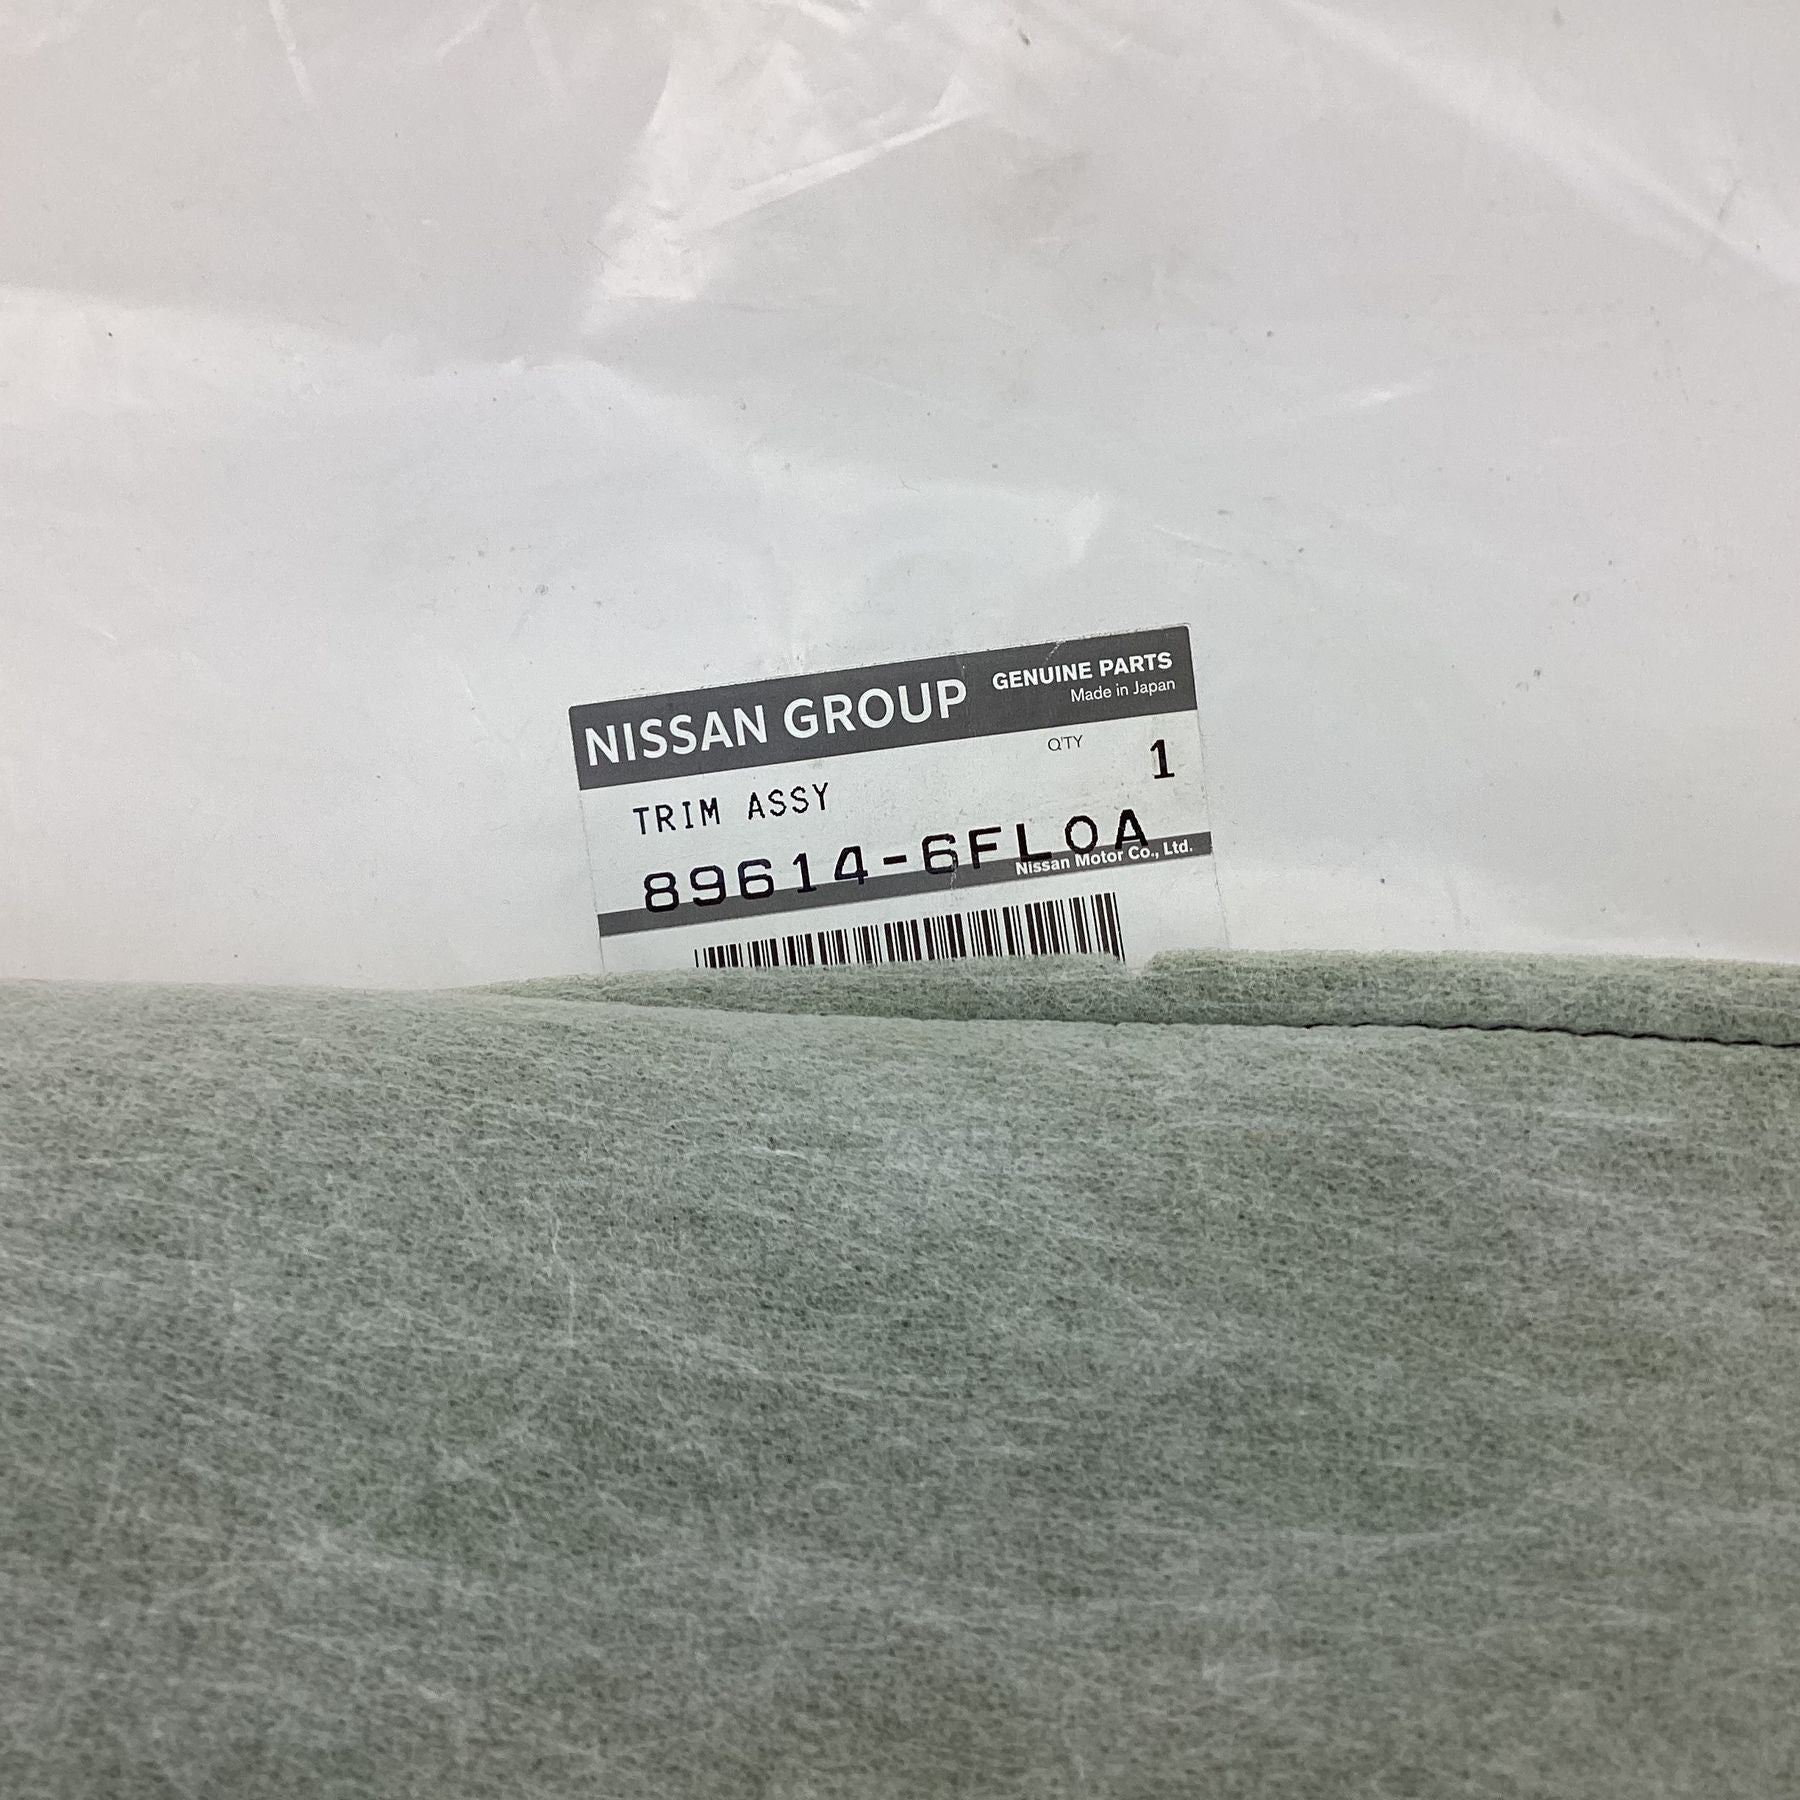 NISSAN GROUP GENUINE PARTS
Made in Japan
Q'TY 1
TRIM ASSY
89614-6FL0A
Nissan Motor Co., Ltd.